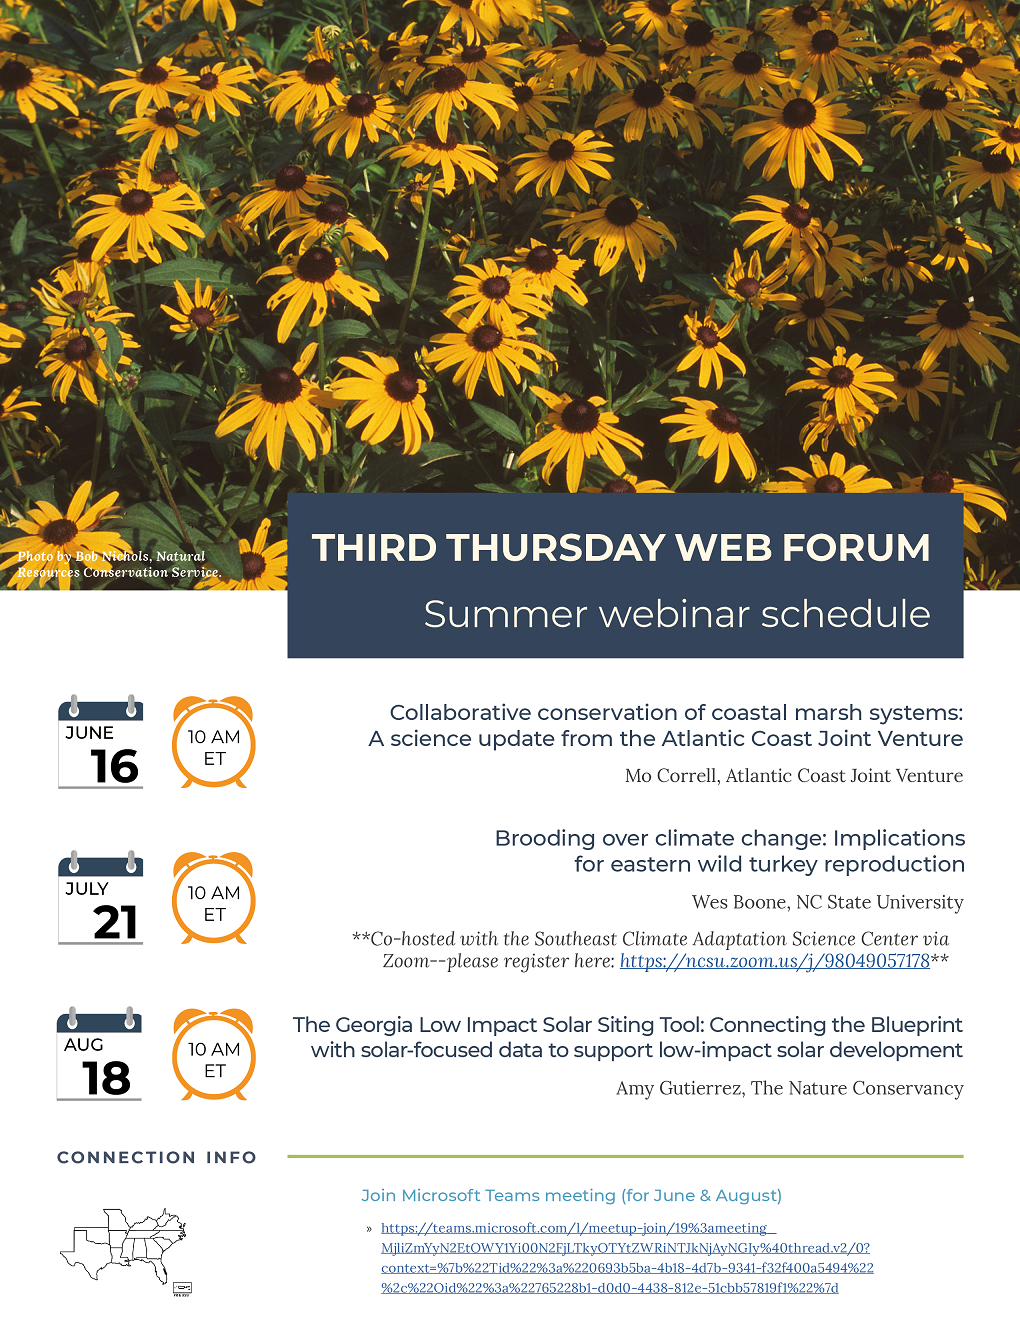 Photo by Bob Nichols, Natural
Resources Conservation Service.
THIRD THURSDAY WEB FORUM
Summer webinar schedule
JUNE
16
10 AM
ET
Collaborative conservation of coastal marsh systems:
A science update from the Atlantic Coast Joint Venture
Mo Correll, Atlantic Coast Joint Venture
JULY
21
10 AM
ET
Brooding over climate change: Implications
for eastern wild turkey reproduction
Wes Boone, NC State University
**Co-hosted with the Southeast Climate Adaptation Science Center via
Zoom--please register here: https://ncsu.zoom.us/j/98049057178**
AUG
18
10 AM
ET
The Georgia Low Impact Solar Siting Tool: Connecting the Blueprint
with solar-focused data to support low-impact solar development
Amy Gutierrez, The Nature Conservancy
CONNECTION INFO
Join Microsoft Teams meeting (for June & August)
» https://teams.microsoft.com/l/meetup-join/19%3ameeting_
MjliZmYyN2EtOWY1Yi00N2FjLTkyOTYtZWRiNTJkNjAyNGIy%40thread.v2/0?
context=%7b%22Tid%22%3a%220693b5ba-4b18-4d7b-9341-f32f400a5494%22
%2c%22Oid%22%3a%22765228b1-d0d0-4438-812e-51cbb57819f1%22%7d